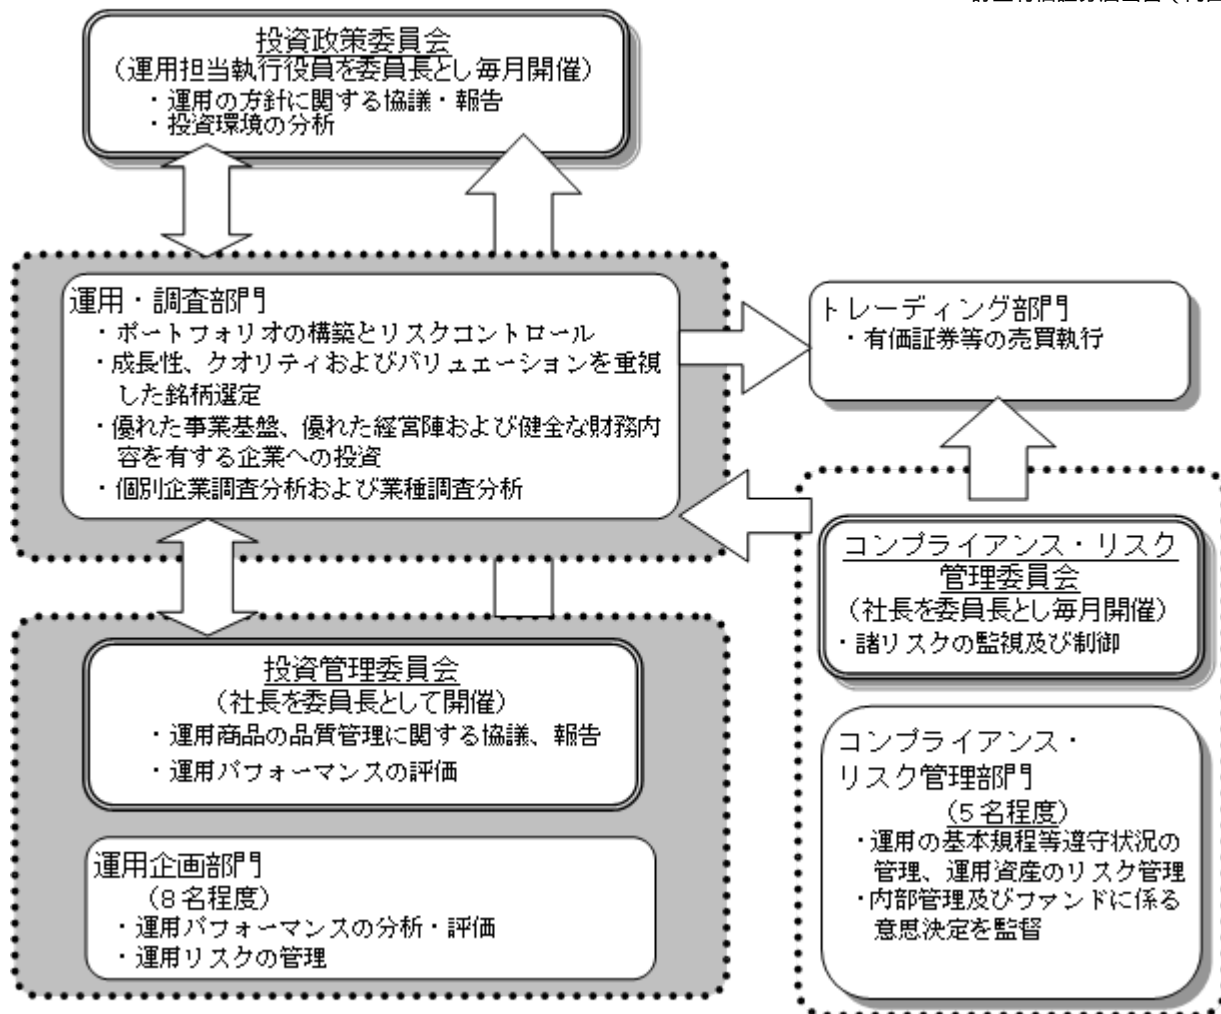 投資政策委員会
(運用担当執行役員を委員長とし毎月開催)
・運用の方針に関する協議・報告
・投資環境の分析
運用・調査部門
・ポートフォリオの構築とリスクコントロール
・成長性、クオリティおよびバリュエーションを重視
した銘柄選定
・優れた事業基盤、優れた経営陣および健全な財務内
容を有する企業への投資
・個別企業調査分析および業種調査分析
トレーディング部門
・有価証券等の売買執行
コンプライアンス・リスク
管理委員会
(社長を委員長とし毎月開催)
・諸リスクの監視及び制御
投資管理委員会
(社長を委員長として開催)
・運用商品の品質管理に関する協議、報告
・運用パフォーマンスの評価
コンプライアンス・
リスク管理部門
(5名程度)
・運用の基本規程等遵守状況の
管理、運用資産のリスク管理
・内部管理及びファンドに係る
意思決定を監督
運用企画部門
(8名程度)
・運用パフォーマンスの分析・評価
・運用リスクの管理